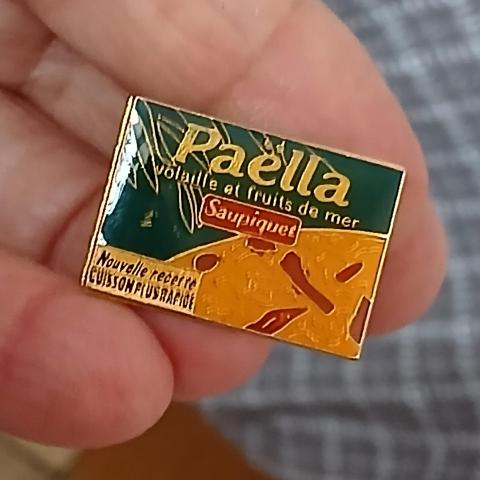 Paëlla
volaille et fruits de mer
Saupiquet
Nouvelle recette
CUISSON PLUS RAPIDE